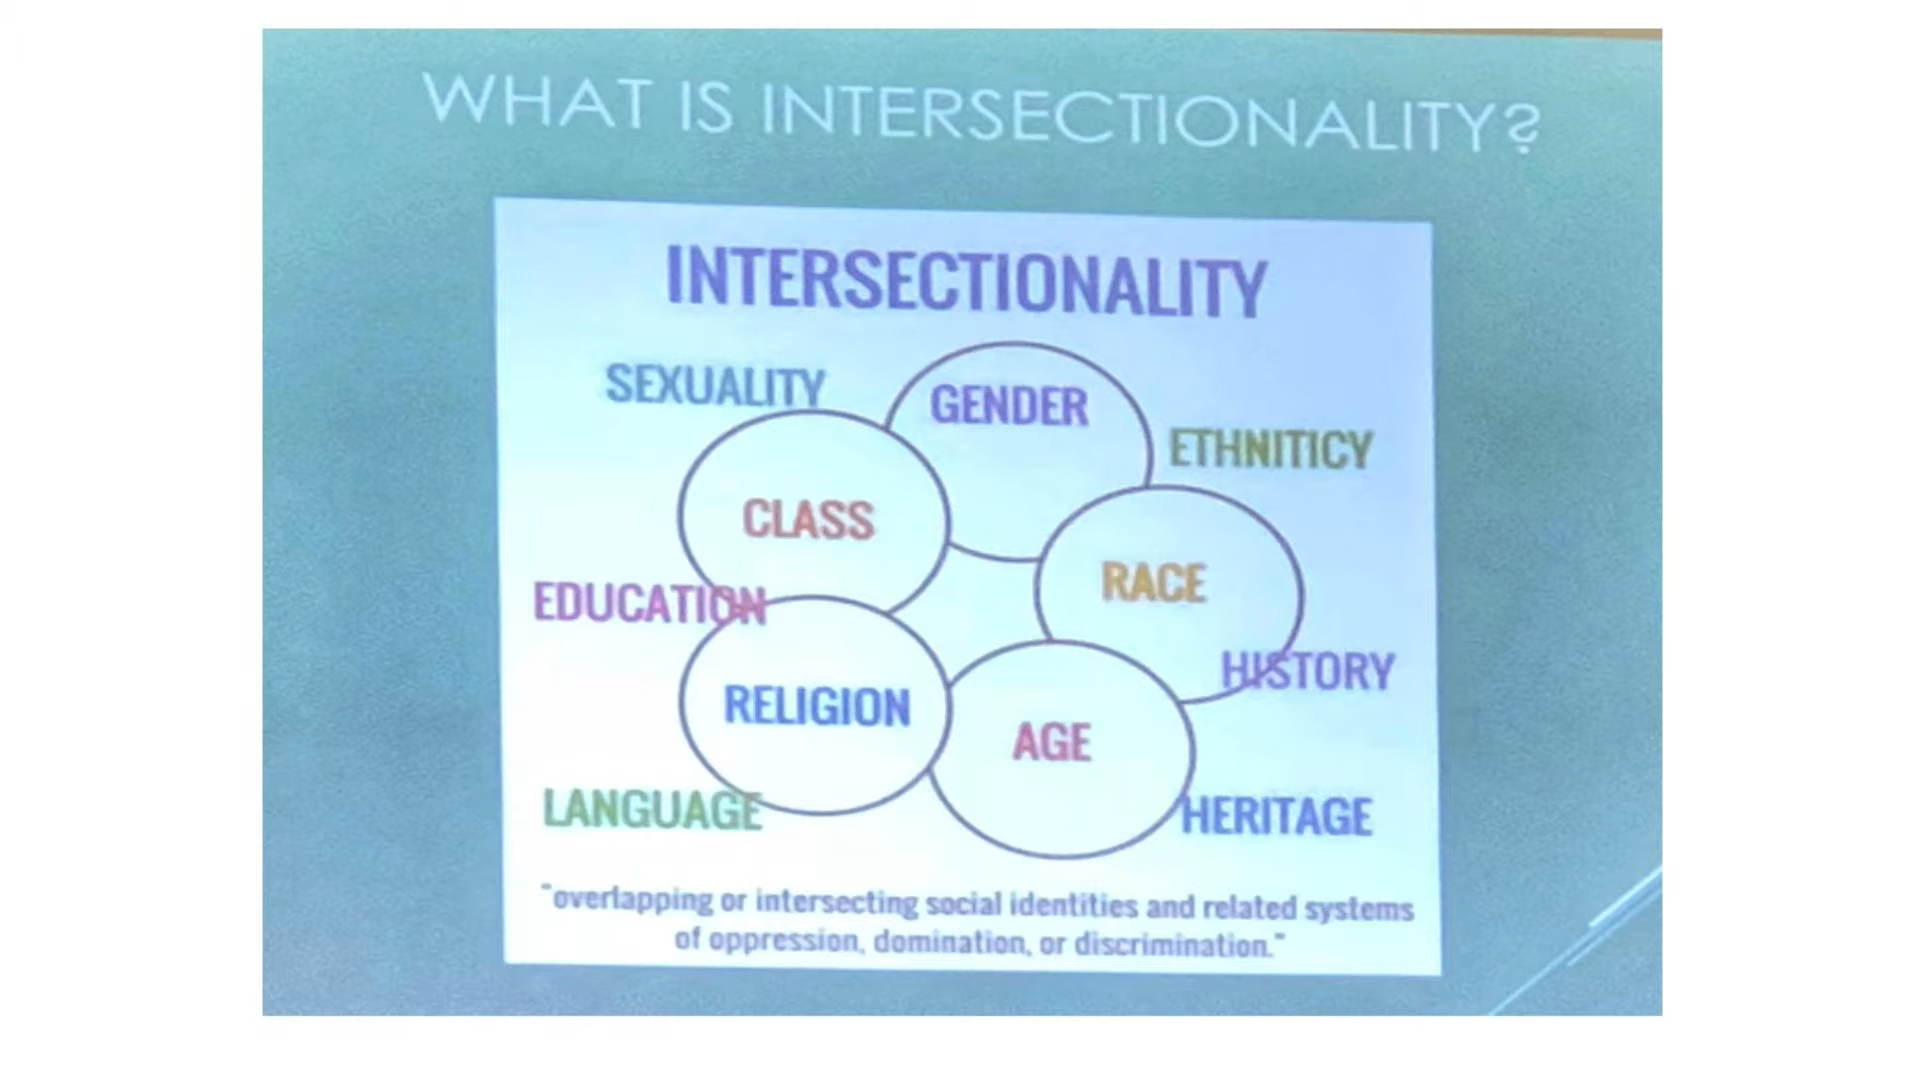 WHAT IS INTERSECTIONALITY?
INTERSECTIONALITY
SEXUALITY
GENDER
ETHNITICY
CLASS
RACE
EDUCATION
HISTORY
RELIGION
AGE
LANGUAGE
HERITAGE
"overlapping or intersecting social identities and related systems
of oppression, domination, or discrimination."